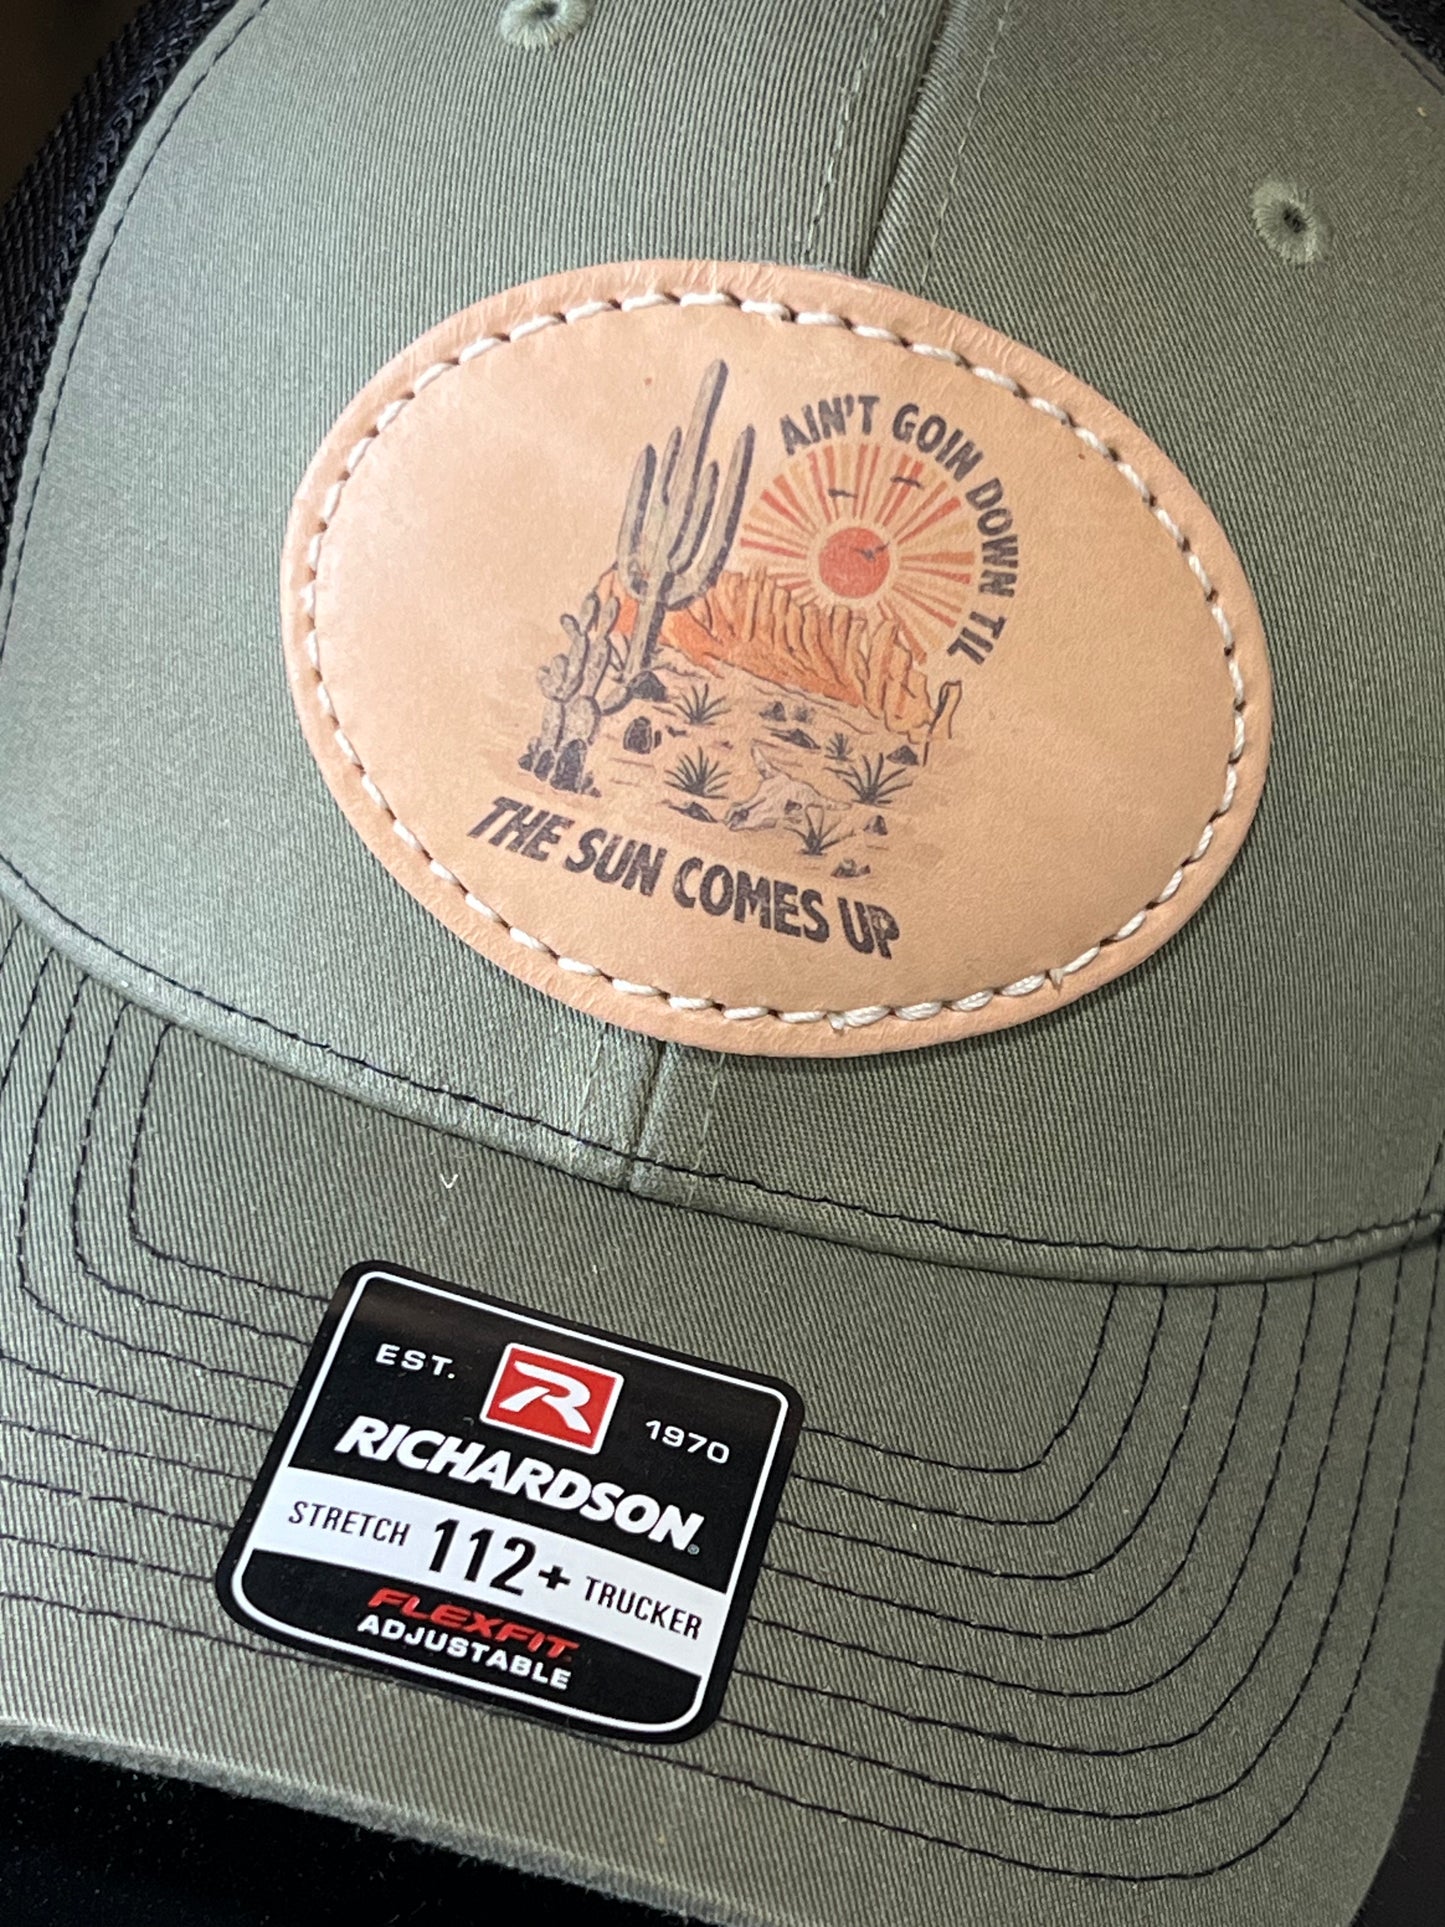 AIN'T GOIN DOWN TIL
THE SUN COMES UP
EST. R 1970
RICHARDSON®
STRETCH 112+ TRUCKER
FLEXFIT
ADJUSTABLE